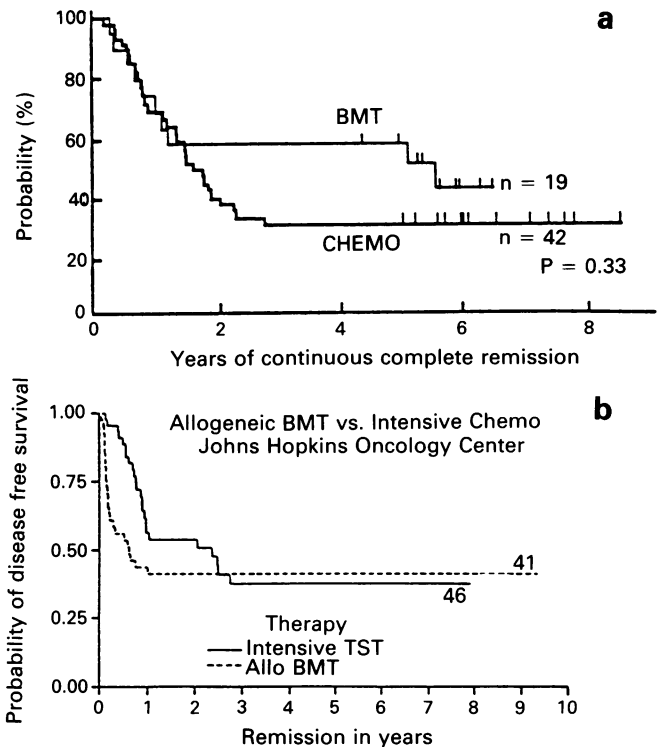 a
100
80
60
40
20
0
Probability (%)
BMT
n = 19
CHEMO
n = 42
P = 0.33
0 2 4 6 8
Years of continuous complete remission
b
Probability of disease free survival
1.00
0.75
0.50
0.25
0.00
Allogeneic BMT vs. Intensive Chemo
Johns Hopkins Oncology Center
41
46
Therapy
Intensive TST
Allo BMT
0 1 2 3 4 5 6 7 8 9 10
Remission in years